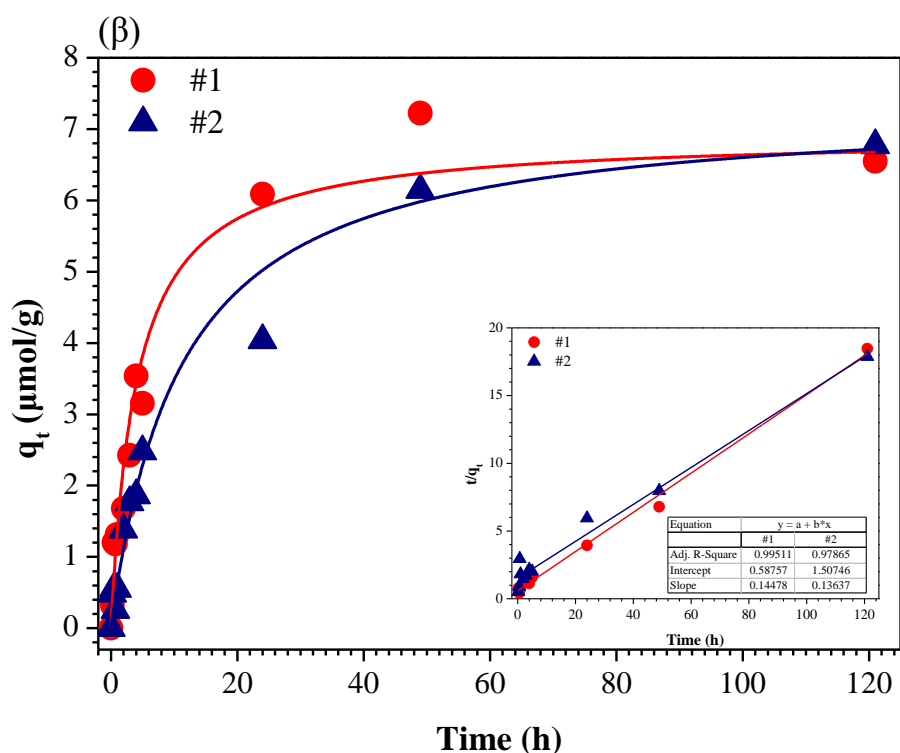 (β)
#1
#2
8
7
6
5
4
3
2
1
0
q_t (μmol/g)
0 20 40 60 80 100 120
Time (h)
#1
#2
20
15
10
5
0
t/q_t
0 20 40 60 80 100 120
Time (h)
Equation y = a + b*x
#1 #2
Adj. R-Square 0.99511 0.97865
Intercept 0.58757 1.50746
Slope 0.14478 0.13637